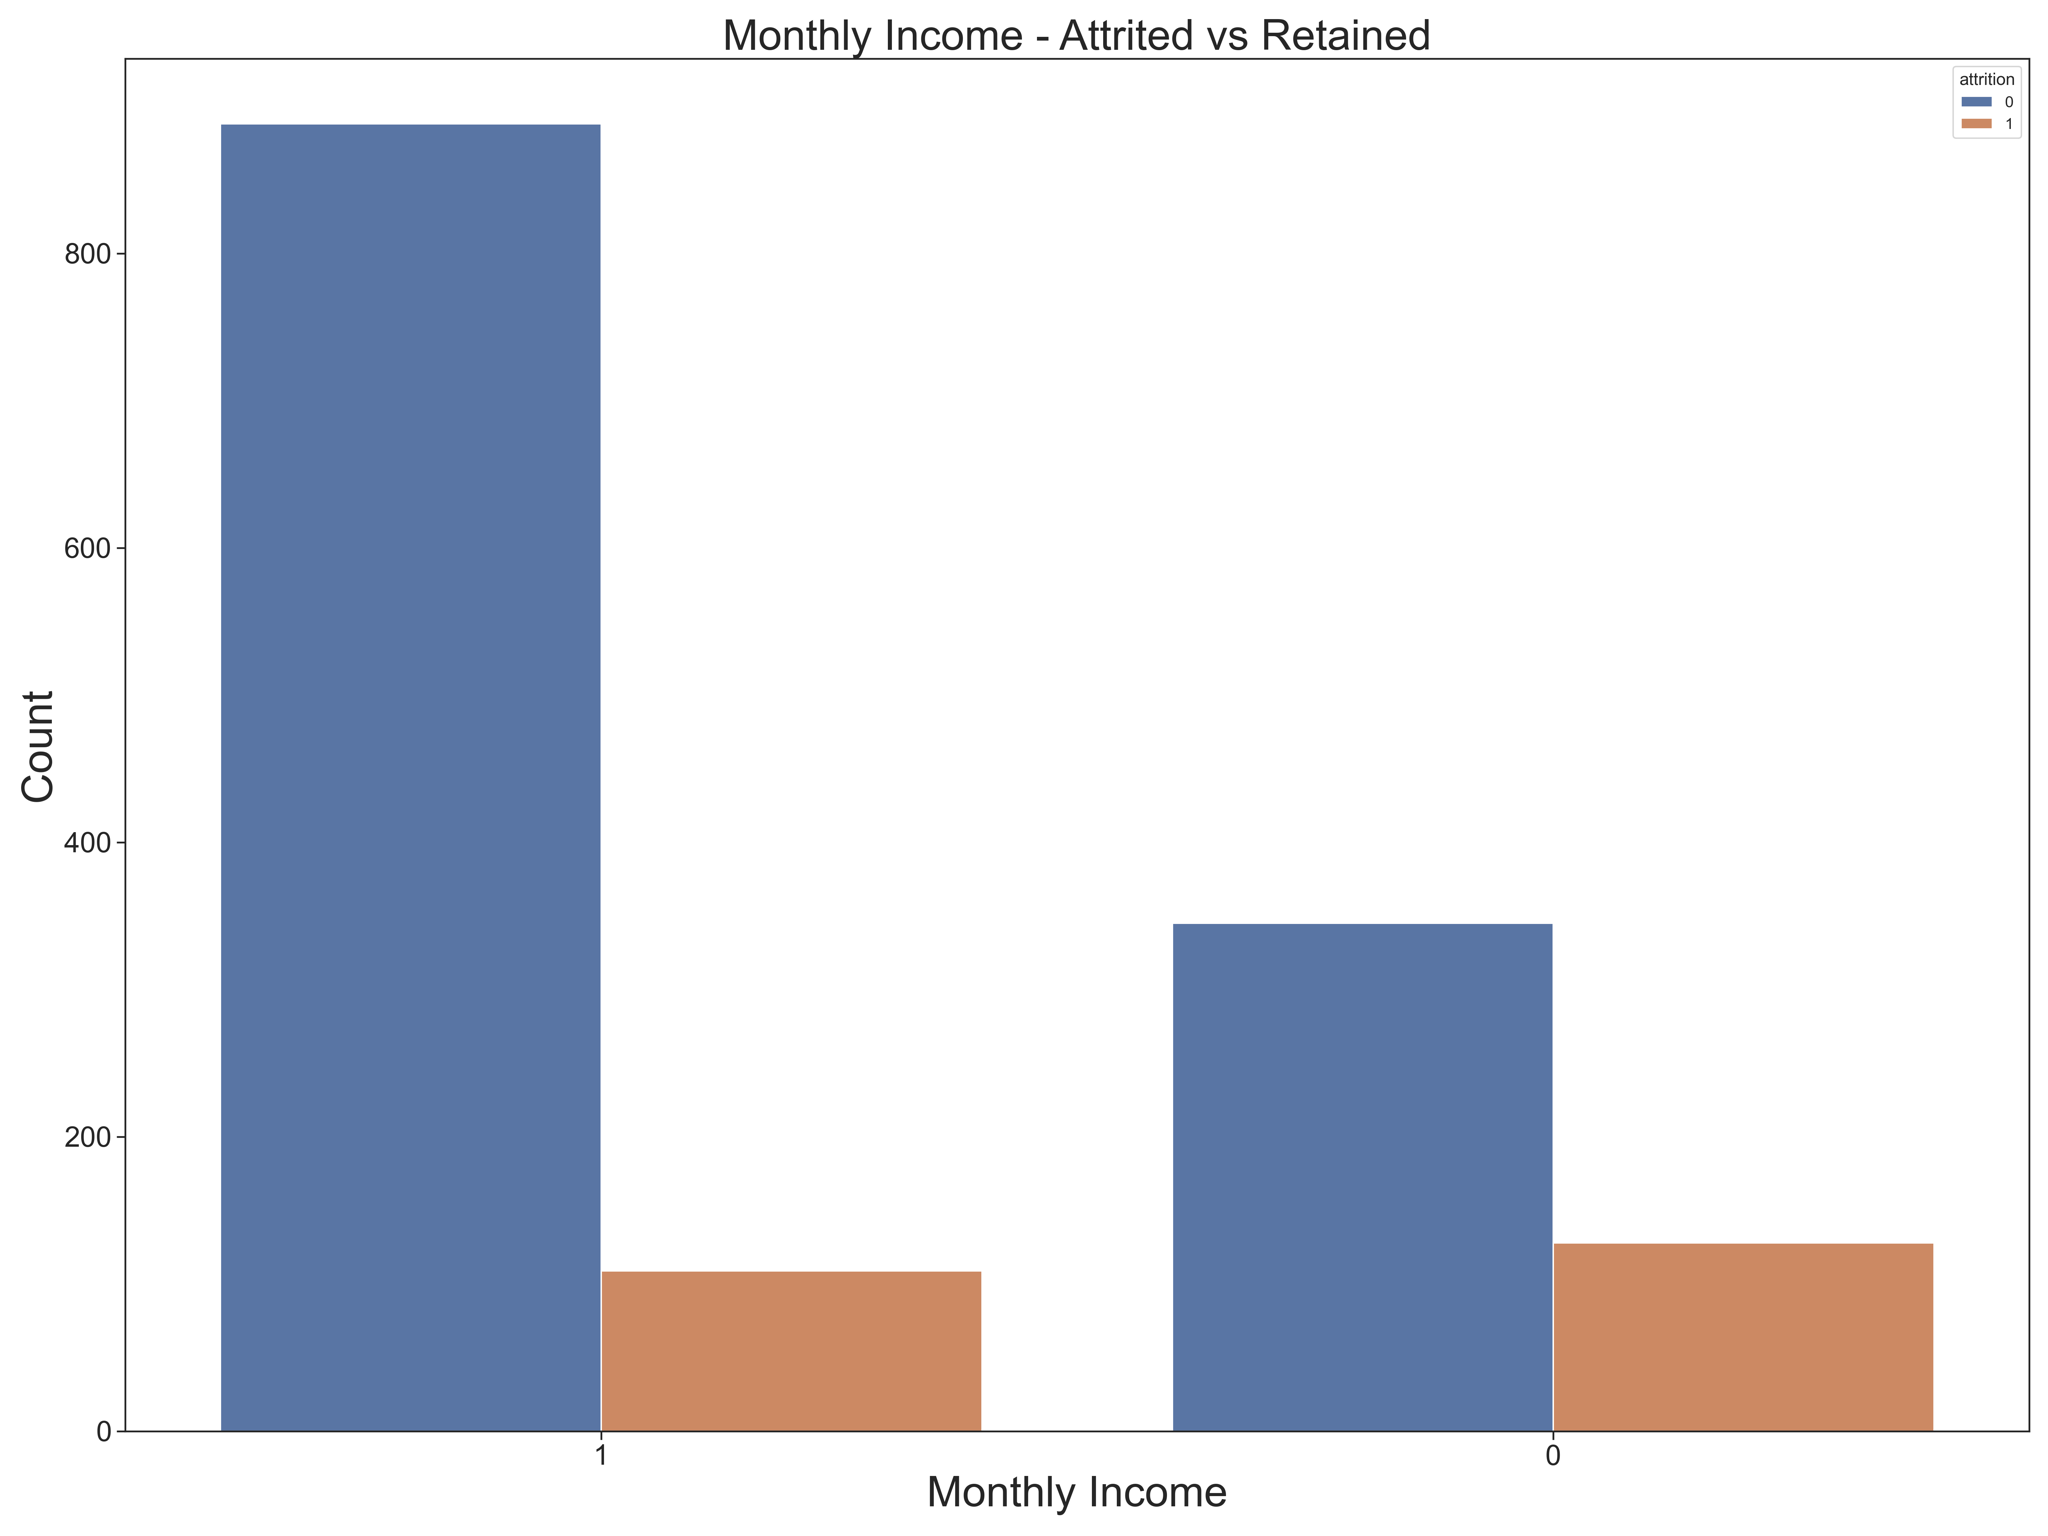 Monthly Income - Attrited vs Retained
attrition
0
1
800
600
400
200
0
Count
1
0
Monthly Income